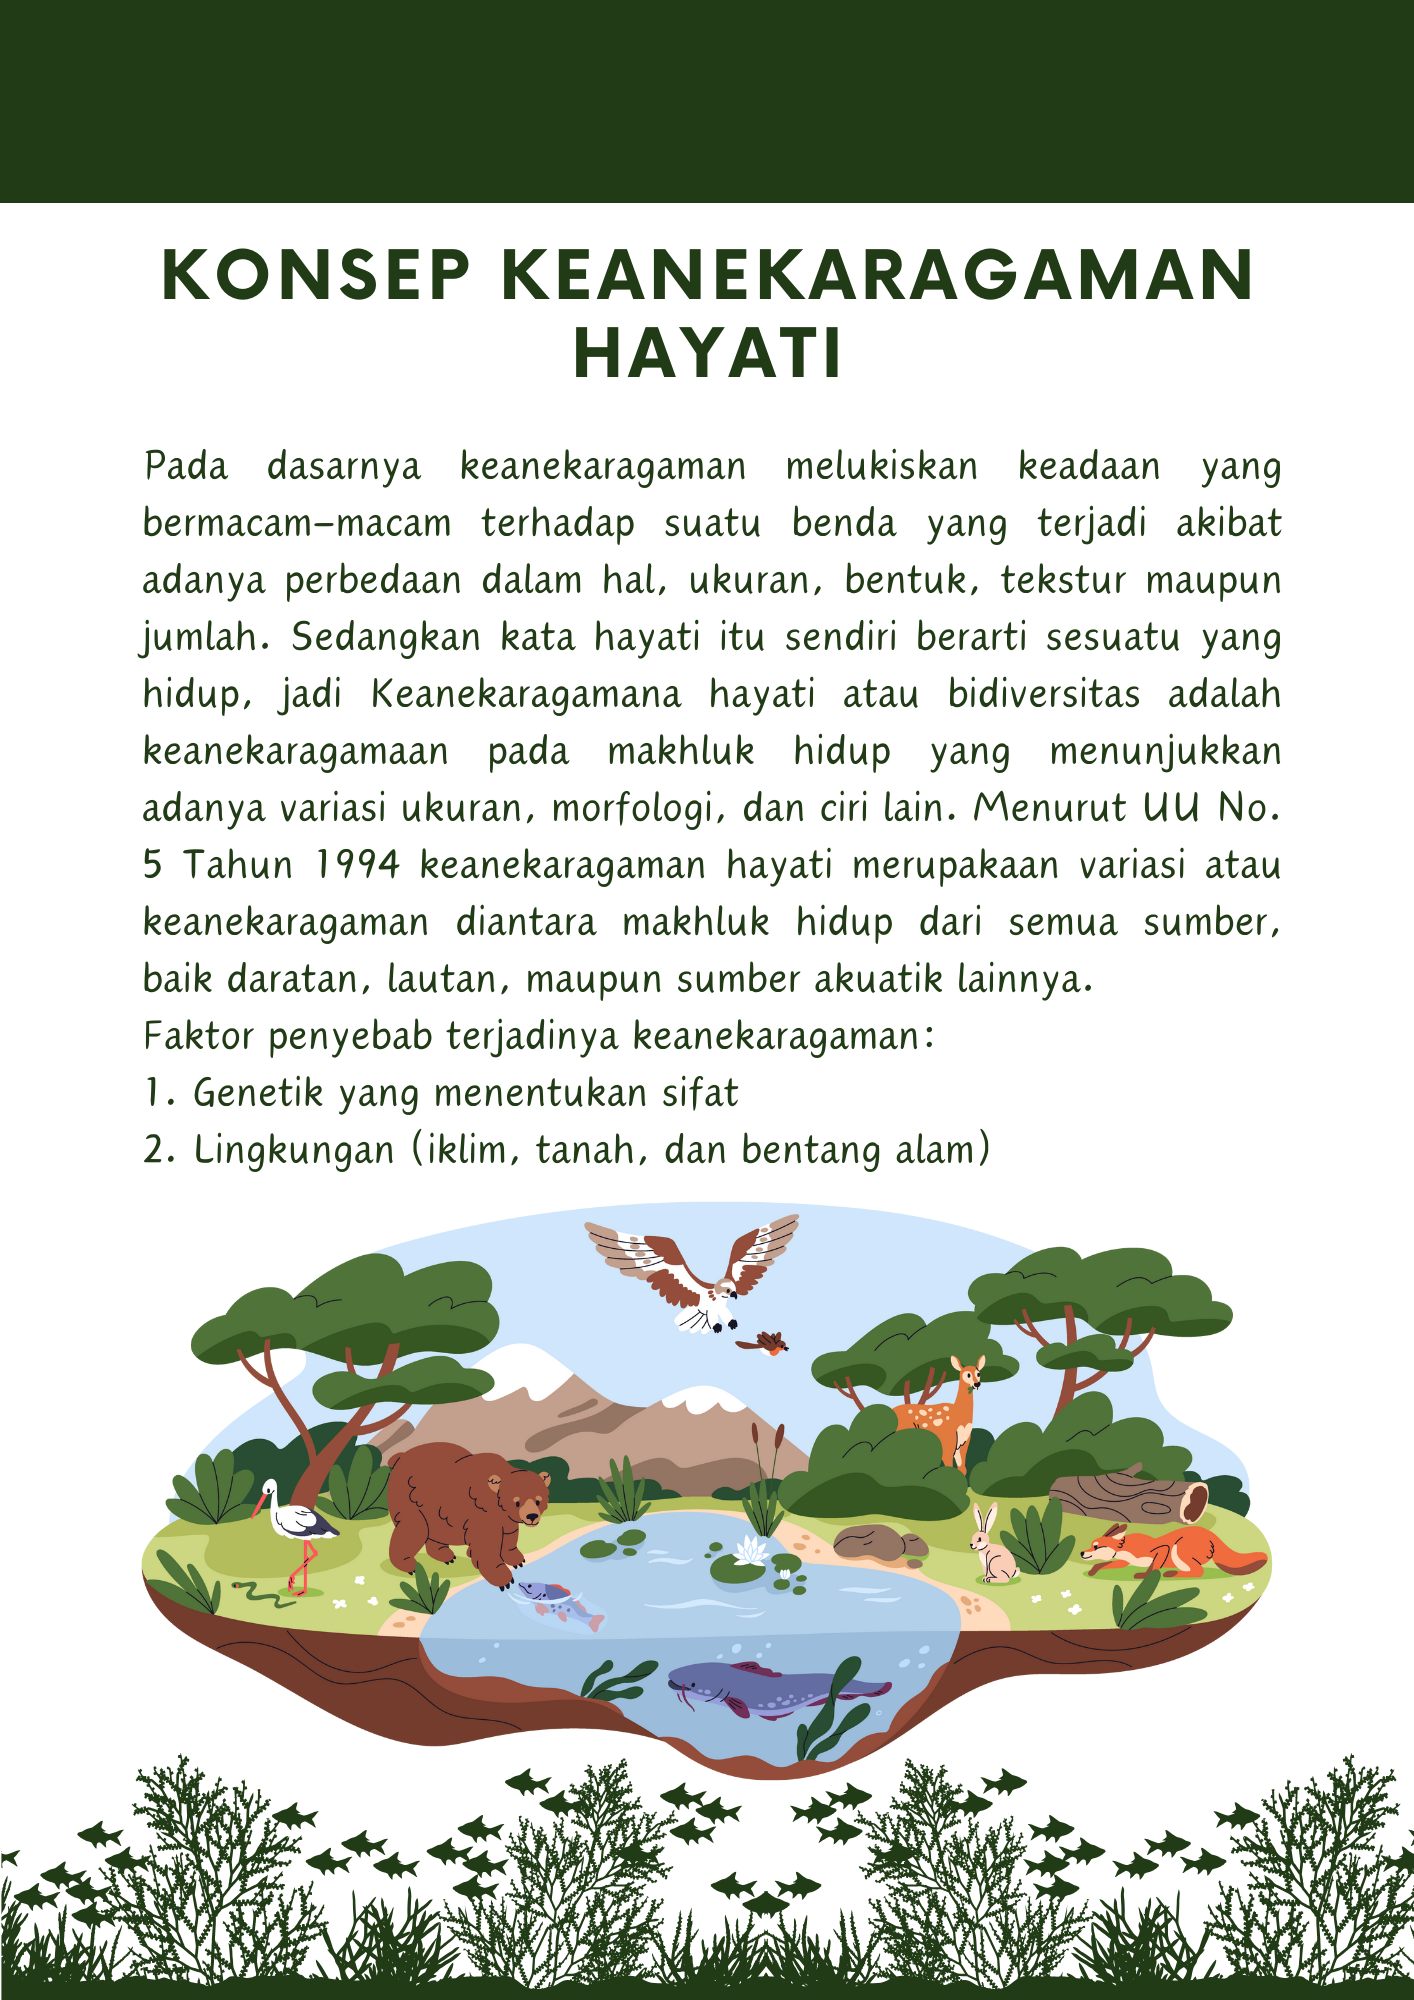 KONSEP KEANEKARAGAMAN
HAYATI
Pada dasarnya keanekaragaman melukiskan keadaan yang
bermacam-macam terhadap suatu benda yang terjadi akibat
adanya perbedaan dalam hal, ukuran, bentuk, tekstur maupun
jumlah. Sedangkan kata hayati itu sendiri berarti sesuatu yang
hidup, jadi Keanekaragamana hayati atau bidiversitas adalah
keanekaragamaan pada makhluk hidup yang menunjukkan
adanya variasi ukuran, morfologi, dan ciri lain. Menurut UU No.
5 Tahun 1994 keanekaragaman hayati merupakaan variasi atau
keanekaragaman diantara makhluk hidup dari semua sumber,
baik daratan, lautan, maupun sumber akuatik lainnya.
Faktor penyebab terjadinya keanekaragaman:
1. Genetik yang menentukan sifat
2. Lingkungan (iklim, tanah, dan bentang alam)